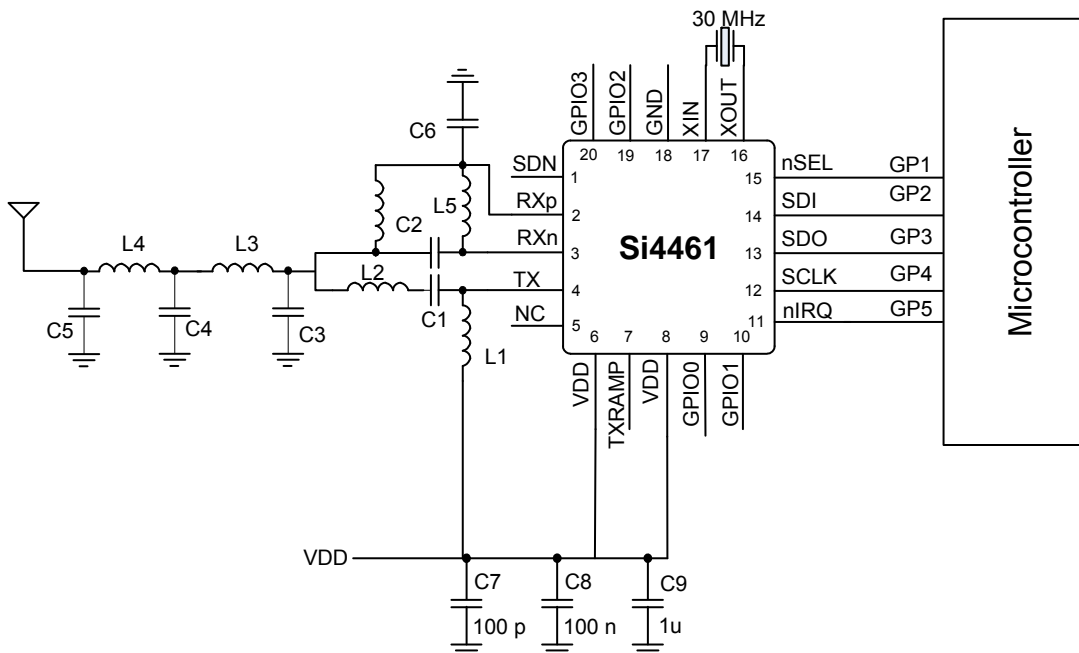 30 MHz
GPIO3
GPIO2
GND
XIN
XOUT
C6
20
19
18
17
16
SDN
1
RXp
2
L5
C2
RXn
3
Si4461
15
nSEL
GP1
14
SDI
GP2
13
SDO
GP3
12
SCLK
GP4
11
nIRQ
GP5
Microcontroller
L4
L3
L2
TX
4
C1
NC
5
C5
C4
C3
L1
6
7
8
9
10
VDD
TXRAMP
VDD
GPIO0
GPIO1
VDD
C7
C8
C9
100 p
100 n
1u